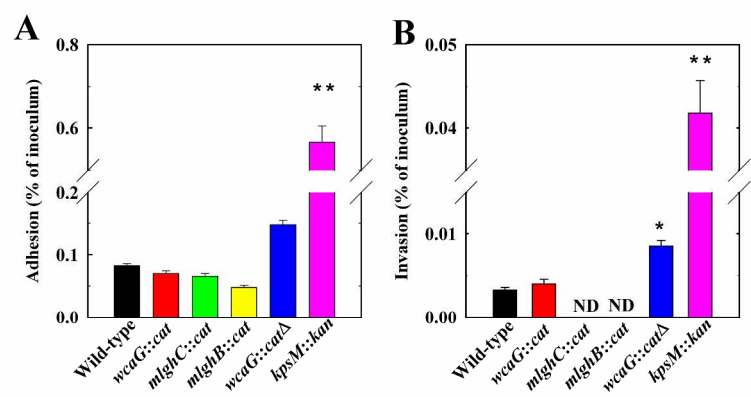 A
Adhesion (% of inoculum)
0.8
0.6
0.2
0.1
0.0
**
Wild-type
wcaG::cat
mlghC::cat
mlghB::cat
wcaG::catΔ
kpsM::kan
B
Invasion (% of inoculum)
0.05
0.04
0.01
0.00
ND
ND
*
**
Wild-type
wcaG::cat
mlghC::cat
mlghB::cat
wcaG::catΔ
kpsM::kan